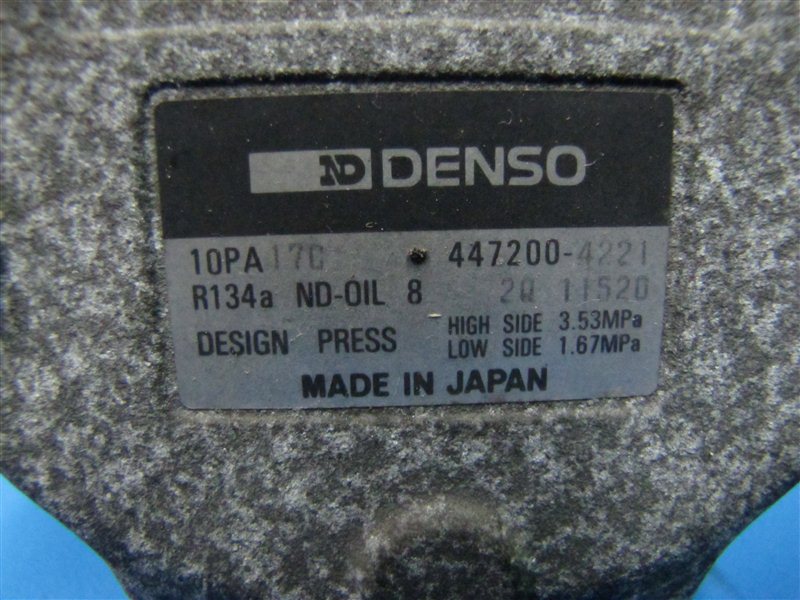 ND DENSO
10PA17C 447200-4221
R134a ND-OIL 8 2Q 11520
DESIGN PRESS HIGH SIDE 3.53MPa
LOW SIDE 1.67MPa
MADE IN JAPAN